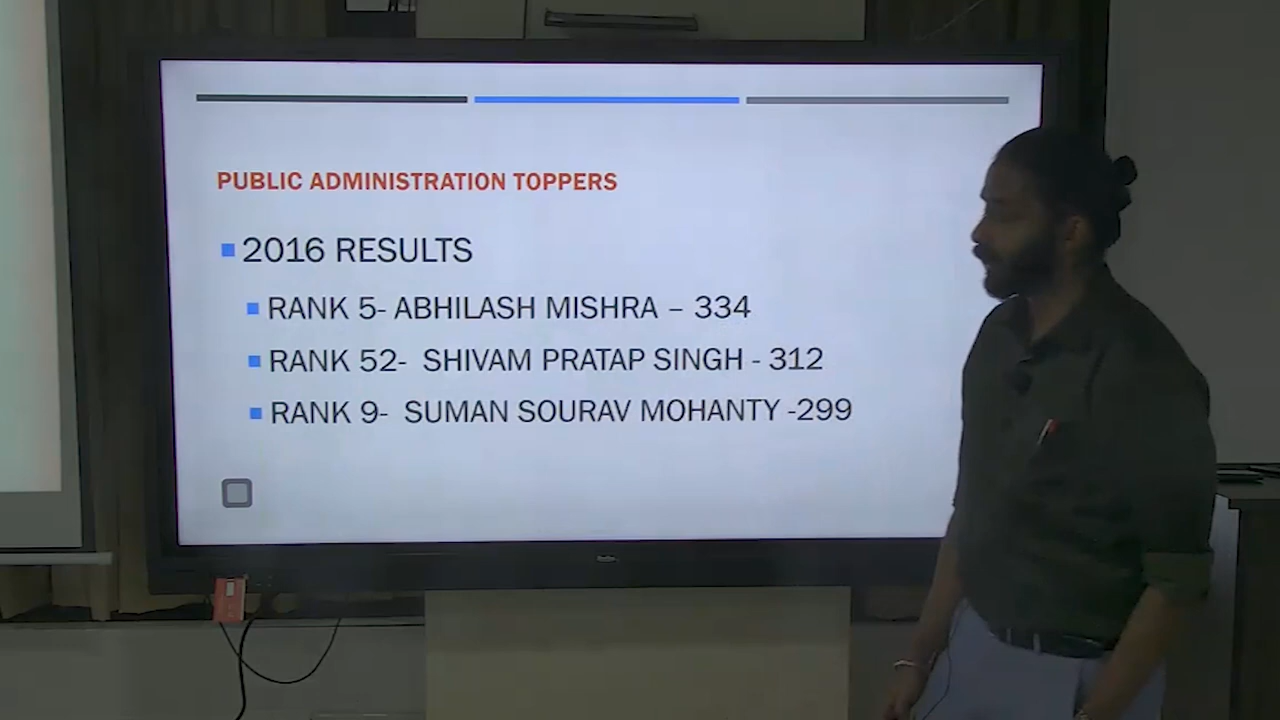 PUBLIC ADMINISTRATION TOPPERS
2016 RESULTS
RANK 5- ABHILASH MISHRA – 334
RANK 52- SHIVAM PRATAP SINGH - 312
RANK 9- SUMAN SOURAV MOHANTY -299